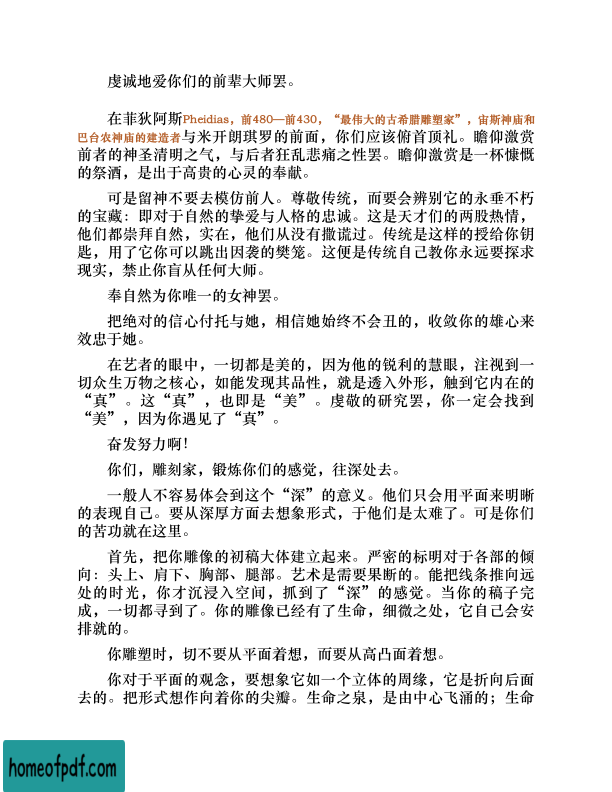 虔诚地爱你们的前辈大师罢。
在菲狄阿斯Pheidias，前480—前430，“最伟大的古希腊雕塑家”，宙斯神庙和
巴台农神庙的建造者与米开朗琪罗的前面，你们应该俯首顶礼。瞻仰激赏
前者的神圣清明之气，与后者狂乱悲痛之性罢。瞻仰激赏是一杯慷慨
的祭酒，是出于高贵的心灵的奉献。
可是留神不要去模仿前人。尊敬传统，而要会辨别它的永垂不朽
的宝藏：即对于自然的挚爱与人格的忠诚。这是天才们的两股热情，
他们都崇拜自然，实在，他们从没有撒谎过。传统是这样的授给你钥
匙，用了它你可以跳出因袭的樊笼。这便是传统自己教你永远要探求
现实，禁止你盲从任何大师。
奉自然为你唯一的女神罢。
把绝对的信心付托与她，相信她始终不会丑的，收敛你的雄心来
效忠于她。
在艺者的眼中，一切都是美的，因为他的锐利的慧眼，注视到一
切众生万物之核心，如能发现其品性，就是透入外形，触到它内在的
“真”。这“真”，也即是“美”。虔敬的研究罢，你一定会找到
“美”，因为你遇见了“真”。
奋发努力啊！
你们，雕刻家，锻炼你们的感觉，往深处去。
一般人不容易体会到这个“深”的意义。他们只会用平面来明晰
的表现自己。要从深厚方面去想象形式，于他们是太难了。可是你们
的苦功就在这里。
首先，把你雕像的初稿大体建立起来。严密的标明对于各部的倾
向：头上、肩下、胸部、腿部。艺术是需要果断的。能把线条推向远
处的时光，你才沉浸入空间，抓到了“深”的感觉。当你的稿子完
成，一切都寻到了。你的雕像已经有了生命，细微之处，它自己会安
排就的。
你雕塑时，切不要从平面着想，而要从高凸面着想。
你对于平面的观念，要想象它如一个立体的周缘，它是折向后面
去的。把形式想作向着你的尖瓣。生命之泉，是由中心飞涌的；生命
homeofpdf.com